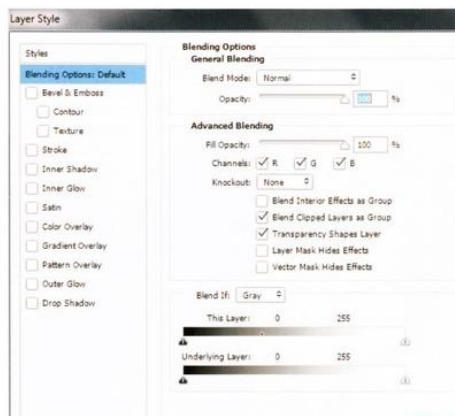 Layer Style
Styles
Blending Options: Default
Bevel & Emboss
Contour
Texture
Stroke
Inner Shadow
Inner Glow
Satin
Color Overlay
Gradient Overlay
Pattern Overlay
Outer Glow
Drop Shadow
Blending Options
General Blending
Blend Mode: Normal
Opacity: 100 %
Advanced Blending
Fill Opacity: 100 %
Channels: R G B
Knockout: None
Blend Interior Effects as Group
Blend Clipped Layers as Group
Transparency Shapes Layer
Layer Mask Hides Effects
Vector Mask Hides Effects
Blend If: Gray
This Layer: 0 255
Underlying Layer: 0 255